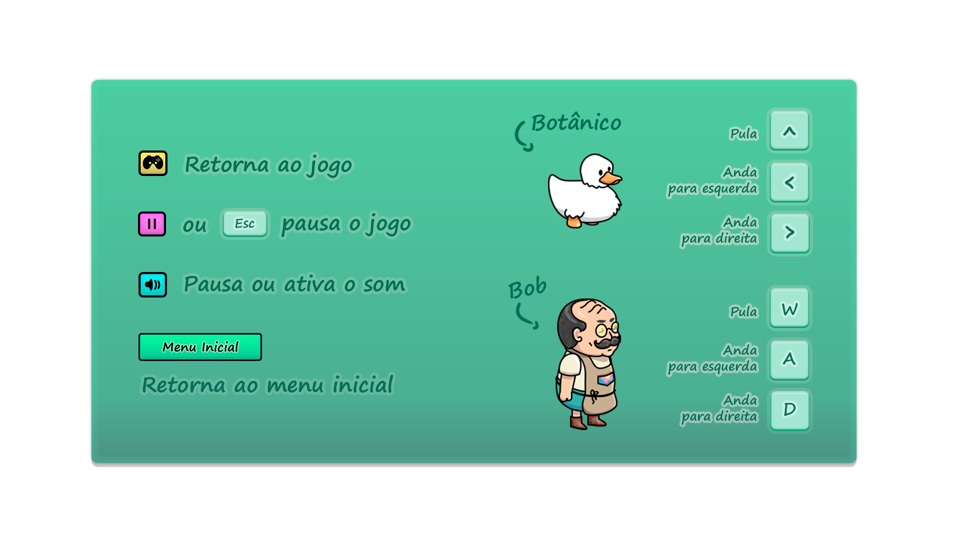 Retorna ao jogo
ou Esc pausa o jogo
Pausa ou ativa o som
Menu Inicial
Retorna ao menu inicial
Botânico
Pula
Anda
para esquerda
Anda
para direita
Bob
Pula W
Anda
para esquerda A
Anda
para direita D